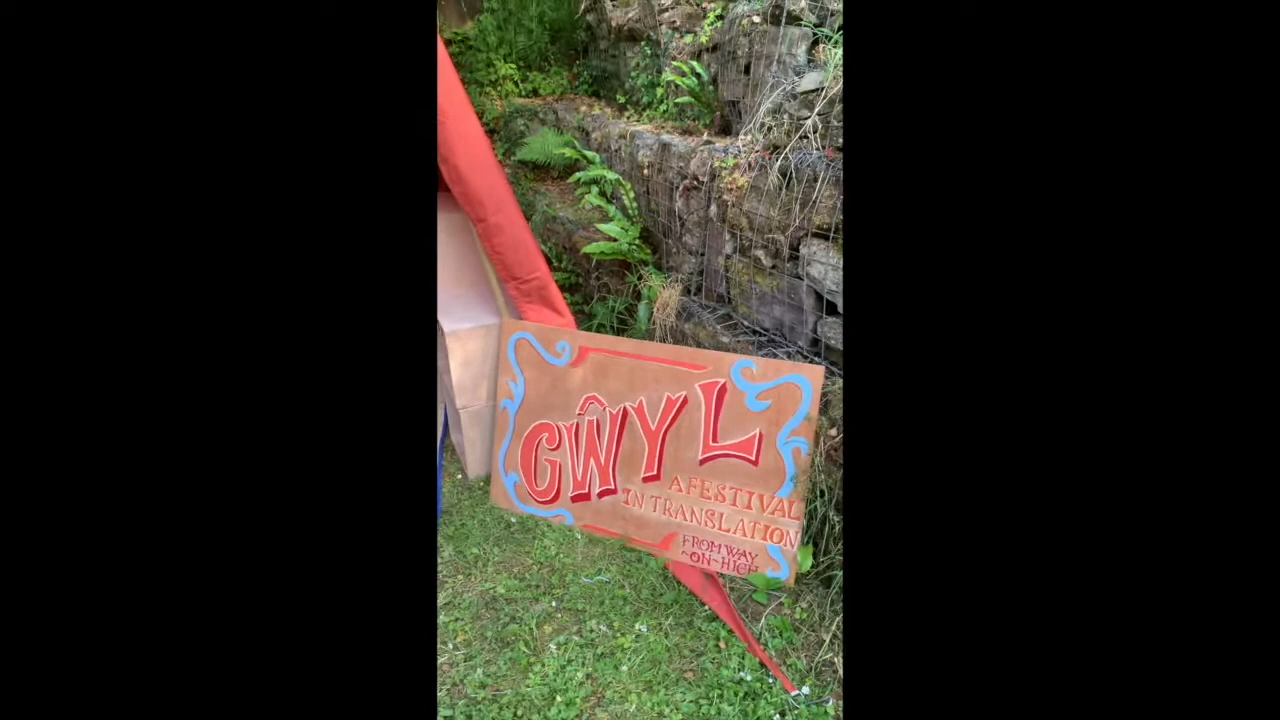 GŴYL
A FESTIVAL
IN TRANSLATION
FROM WAY
~ON~HIGH